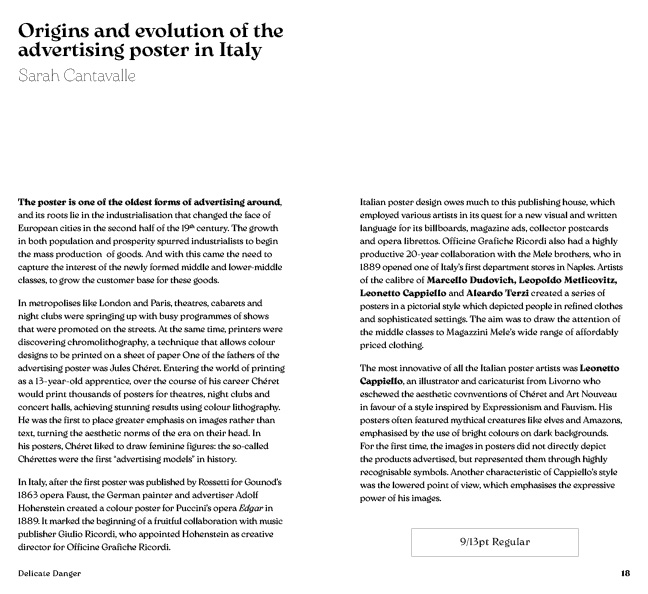 Origins and evolution of the
advertising poster in Italy
Sarah Cantavalle
The poster is one of the oldest forms of advertising around,
and its roots lie in the industrialisation that changed the face of
European cities in the second half of the 19th century. The growth
in both population and prosperity spurred industrialists to begin
the mass production  of goods. And with this came the need to
capture the interest of the newly formed middle and lower-middle
classes, to grow the customer base for these goods.
In metropolises like London and Paris, theatres, cabarets and
night clubs were springing up with busy programmes of shows
that were promoted on the streets. At the same time, printers were
discovering chromolithography, a technique that allows colour
designs to be printed on a sheet of paper One of the fathers of the
advertising poster was Jules Chéret. Entering the world of printing
as a 13-year-old apprentice, over the course of his career Chéret
would print thousands of posters for theatres, night clubs and
concert halls, achieving stunning results using colour lithography.
He was the first to place greater emphasis on images rather than
text, turning the aesthetic norms of the era on their head. In
his posters, Chéret liked to draw feminine figures: the so-called
Chérettes were the first “advertising models” in history.
In Italy, after the first poster was published by Rossetti for Gounod’s
1863 opera Faust, the German painter and advertiser Adolf
Hohenstein created a colour poster for Puccini’s opera Edgar in
1889. It marked the beginning of a fruitful collaboration with music
publisher Giulio Ricordi, who appointed Hohenstein as creative
director for Officine Grafiche Ricordi.
Italian poster design owes much to this publishing house, which
employed various artists in its quest for a new visual and written
language for its billboards, magazine ads, collector postcards
and opera librettos. Officine Grafiche Ricordi also had a highly
productive 20-year collaboration with the Mele brothers, who in
1889 opened one of Italy’s first department stores in Naples. Artists
of the calibre of Marcello Dudovich, Leopoldo Metlicovitz,
Leonetto Cappiello and Aleardo Terzi created a series of
posters in a pictorial style which depicted people in refined clothes
and sophisticated settings. The aim was to draw the attention of
the middle classes to Magazzini Mele’s wide range of affordably
priced clothing.
The most innovative of all the Italian poster artists was Leonetto
Cappiello, an illustrator and caricaturist from Livorno who
eschewed the aesthetic covnventions of Chéret and Art Nouveau
in favour of a style inspired by Expressionism and Fauvism. His
posters often featured mythical creatures like elves and Amazons,
emphasised by the use of bright colours on dark backgrounds.
For the first time, the images in posters did not directly depict
the products advertised, but represented them through highly
recognisable symbols. Another characteristic of Cappiello’s style
was the lowered point of view, which emphasises the expressive
power of his images.
9/13pt Regular
Delicate Danger
18